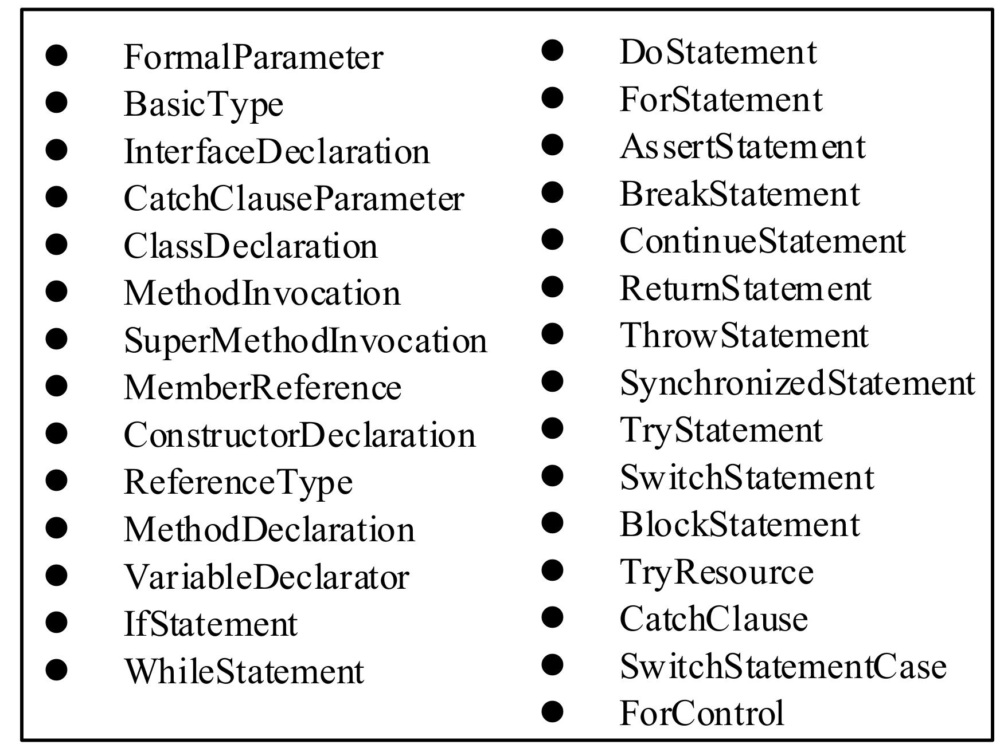 ● FormalParameter
● BasicType
● InterfaceDeclaration
● CatchClauseParameter
● ClassDeclaration
● MethodInvocation
● SuperMethodInvocation
● MemberReference
● ConstructorDeclaration
● ReferenceType
● MethodDeclaration
● VariableDeclarator
● IfStatement
● WhileStatement
● DoStatement
● ForStatement
● AssertStatement
● BreakStatement
● ContinueStatement
● ReturnStatement
● ThrowStatement
● SynchronizedStatement
● TryStatement
● SwitchStatement
● BlockStatement
● TryResource
● CatchClause
● SwitchStatementCase
● ForControl